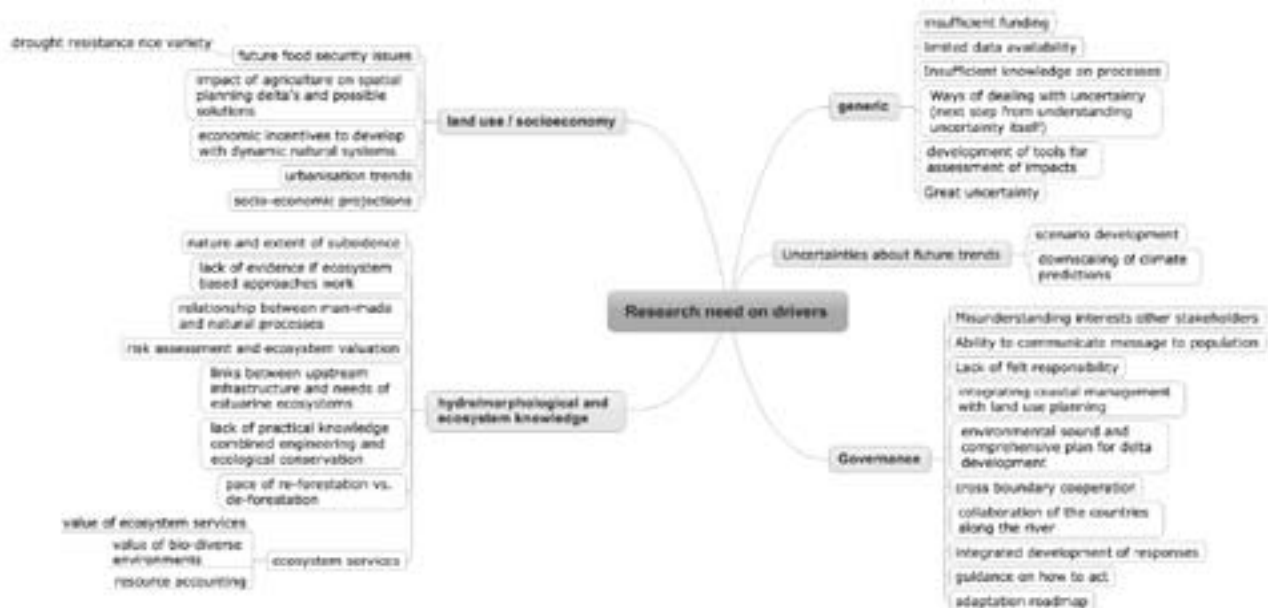 drought resistance rice variety
future food security issues
impact of agriculture on spatial
planning delta's and possible
solutions
economic incentives to develop
with dynamic natural systems
urbanisation trends
socio-economic projections
land use / socioeconomy
nature and extent of subsidence
lack of evidence if ecosystem
based approaches work
relationship between man-made
and natural processes
risk assessment and ecosystem valuation
links between upstream
infrastructure and needs of
estuarine ecosystems
lack of practical knowledge
combined engineering and
ecological conservation
pace of re-forestation vs.
de-forestation
value of ecosystem services
value of bio-diverse
environments
resource accounting
ecosystem services
hydro/morphological and
ecosystem knowledge
Research need on drivers
generic
insufficient funding
limited data availability
Insufficient knowledge on processes
Ways of dealing with uncertainty
(next step from understanding
uncertainty itself)
development of tools for
assessment of impacts
Great uncertainty
Uncertainties about future trends
scenario development
downscaling of climate
predictions
Governance
Misunderstanding interests other stakeholders
Ability to communicate message to population
Lack of felt responsibility
integrating coastal management
with land use planning
environmental sound and
comprehensive plan for delta
development
cross boundary cooperation
collaboration of the countries
along the river
integrated development of responses
guidance on how to act
adaptation roadmap